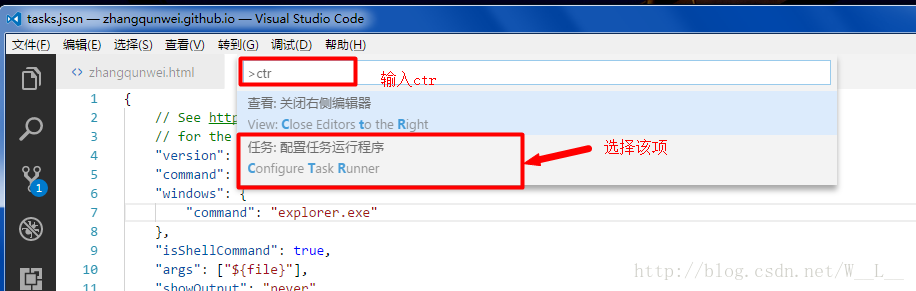 tasks.json — zhangqunwei.github.io — Visual Studio Code
文件(F) 编辑(E) 选择(S) 查看(V) 转到(G) 调试(D) 帮助(H)
zhangqunwei.html
>ctr
输入ctr
查看: 关闭右侧编辑器
View: Close Editors to the Right
任务: 配置任务运行程序
Configure Task Runner
选择该项
1 {
2 // See http
3 // for the
4 "version":
5 "command":
6 "windows": {
7 "command": "explorer.exe"
8 },
9 "isShellCommand": true,
10 "args": ["${file}"],
11 "showOutput": "never"
1
http://blog.csdn.net/W__L__